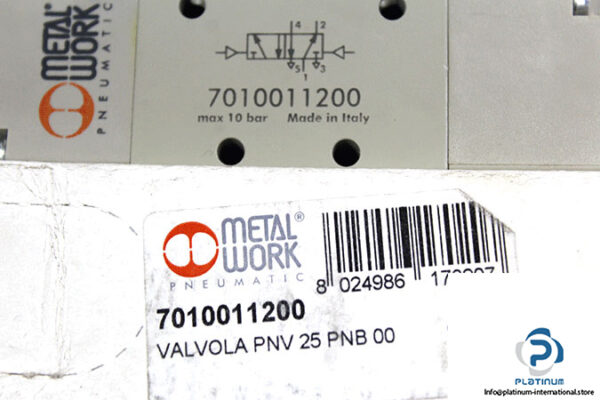 METAL
WORK
PNEUMATIC
4 2
5 3
1
7010011200
max 10 bar Made in Italy
METAL®
WORK
PNEUMATIC
8 024986
7010011200
VALVOLA PNV 25 PNB 00
PLATINUM
info@platinum-international.store